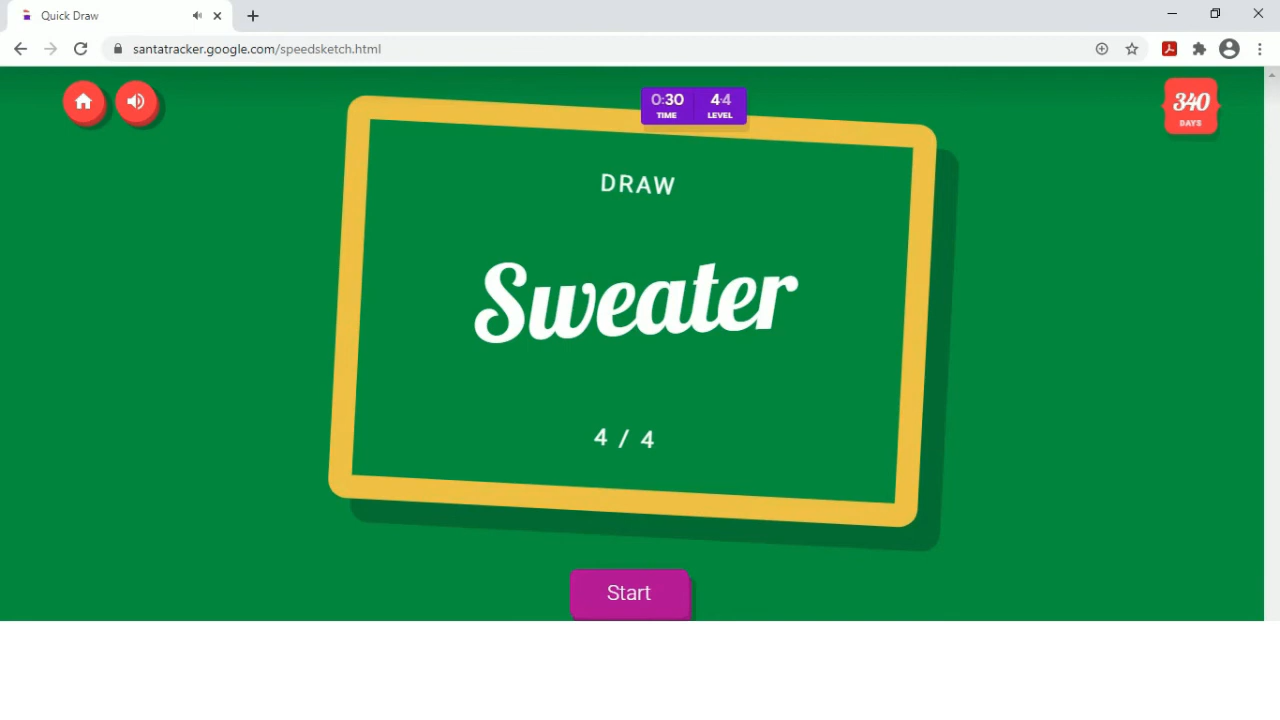 Quick Draw
santatracker.google.com/speedsketch.html
0:30 4:4
TIME LEVEL
340
DAYS
DRAW
Sweater
4 / 4
Start